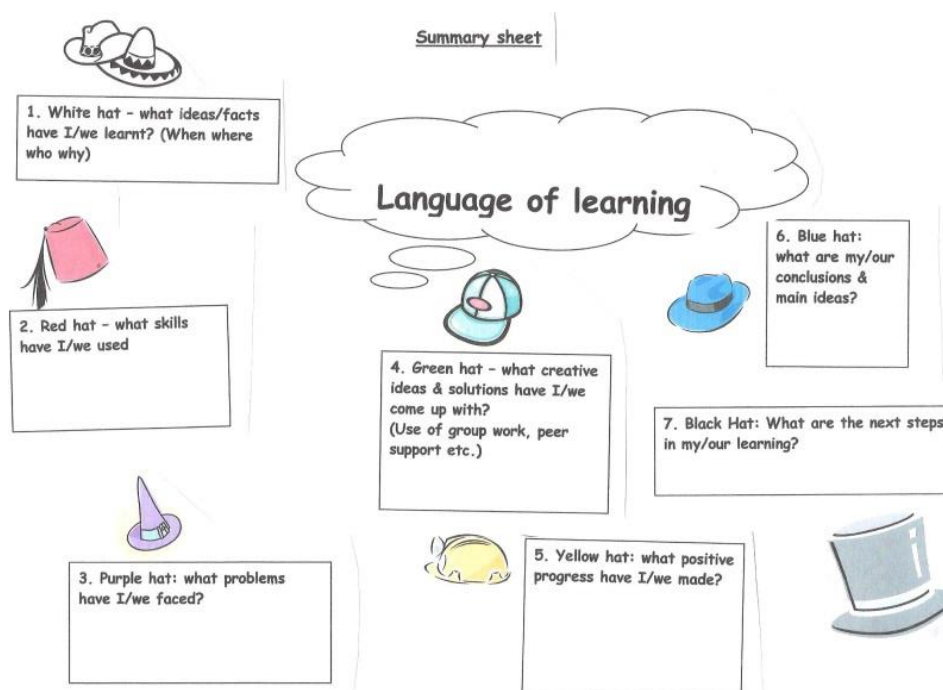 Summary sheet
1. White hat - what ideas/facts
have I/we learnt? (When where
who why)
Language of learning
2. Red hat - what skills
have I/we used
3. Purple hat: what problems
have I/we faced?
4. Green hat - what creative
ideas & solutions have I/we
come up with?
(Use of group work, peer
support etc.)
5. Yellow hat: what positive
progress have I/we made?
6. Blue hat:
what are my/our
conclusions &
main ideas?
7. Black Hat: What are the next steps
in my/our learning?